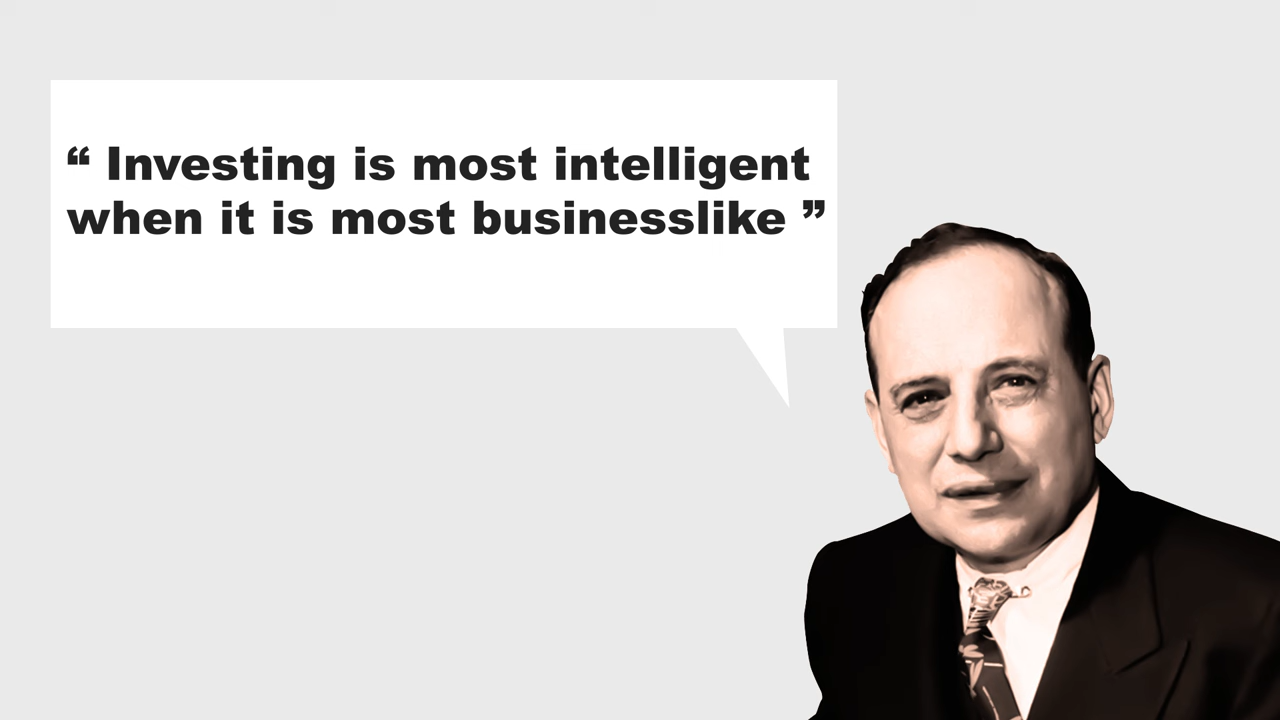 “ Investing is most intelligent
when it is most businesslike ”